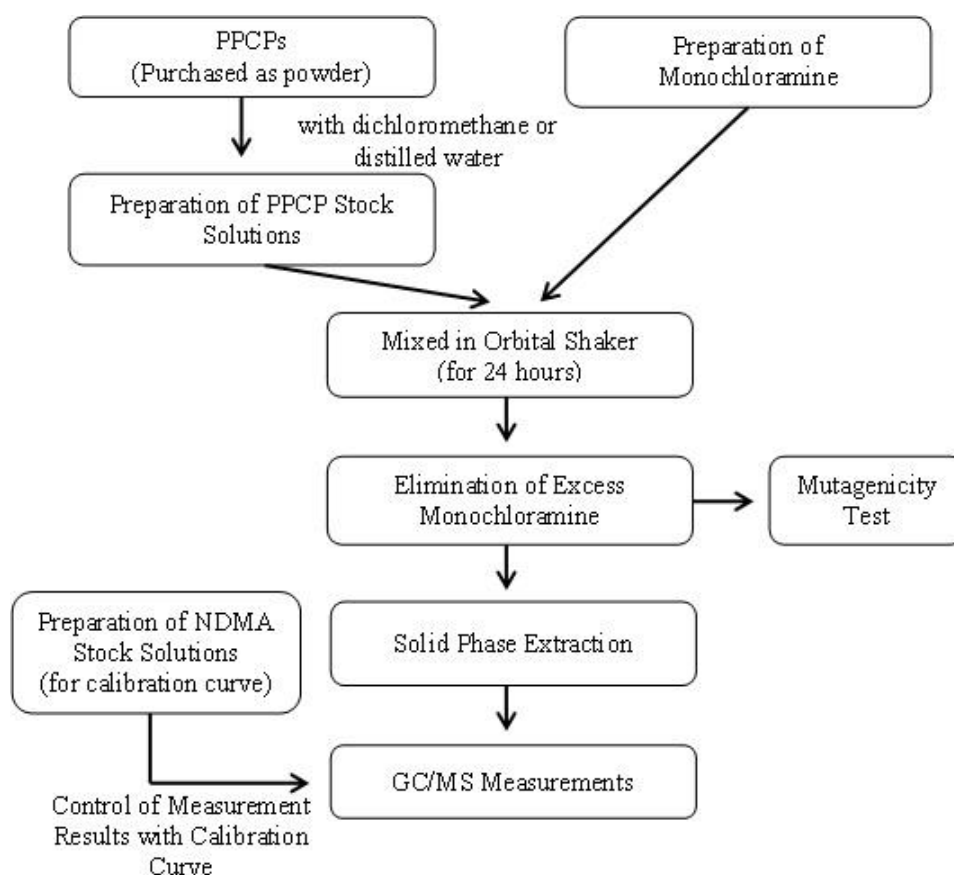 PPCPs
(Purchased as powder)
Preparation of
Monochloramine
with dichloromethane or
distilled water
Preparation of PPCP Stock
Solutions
Mixed in Orbital Shaker
(for 24 hours)
Elimination of Excess
Monochloramine
Mutagenicity
Test
Preparation of NDMA
Stock Solutions
(for calibration curve)
Solid Phase Extraction
GC/MS Measurements
Control of Measurement
Results with Calibration
Curve